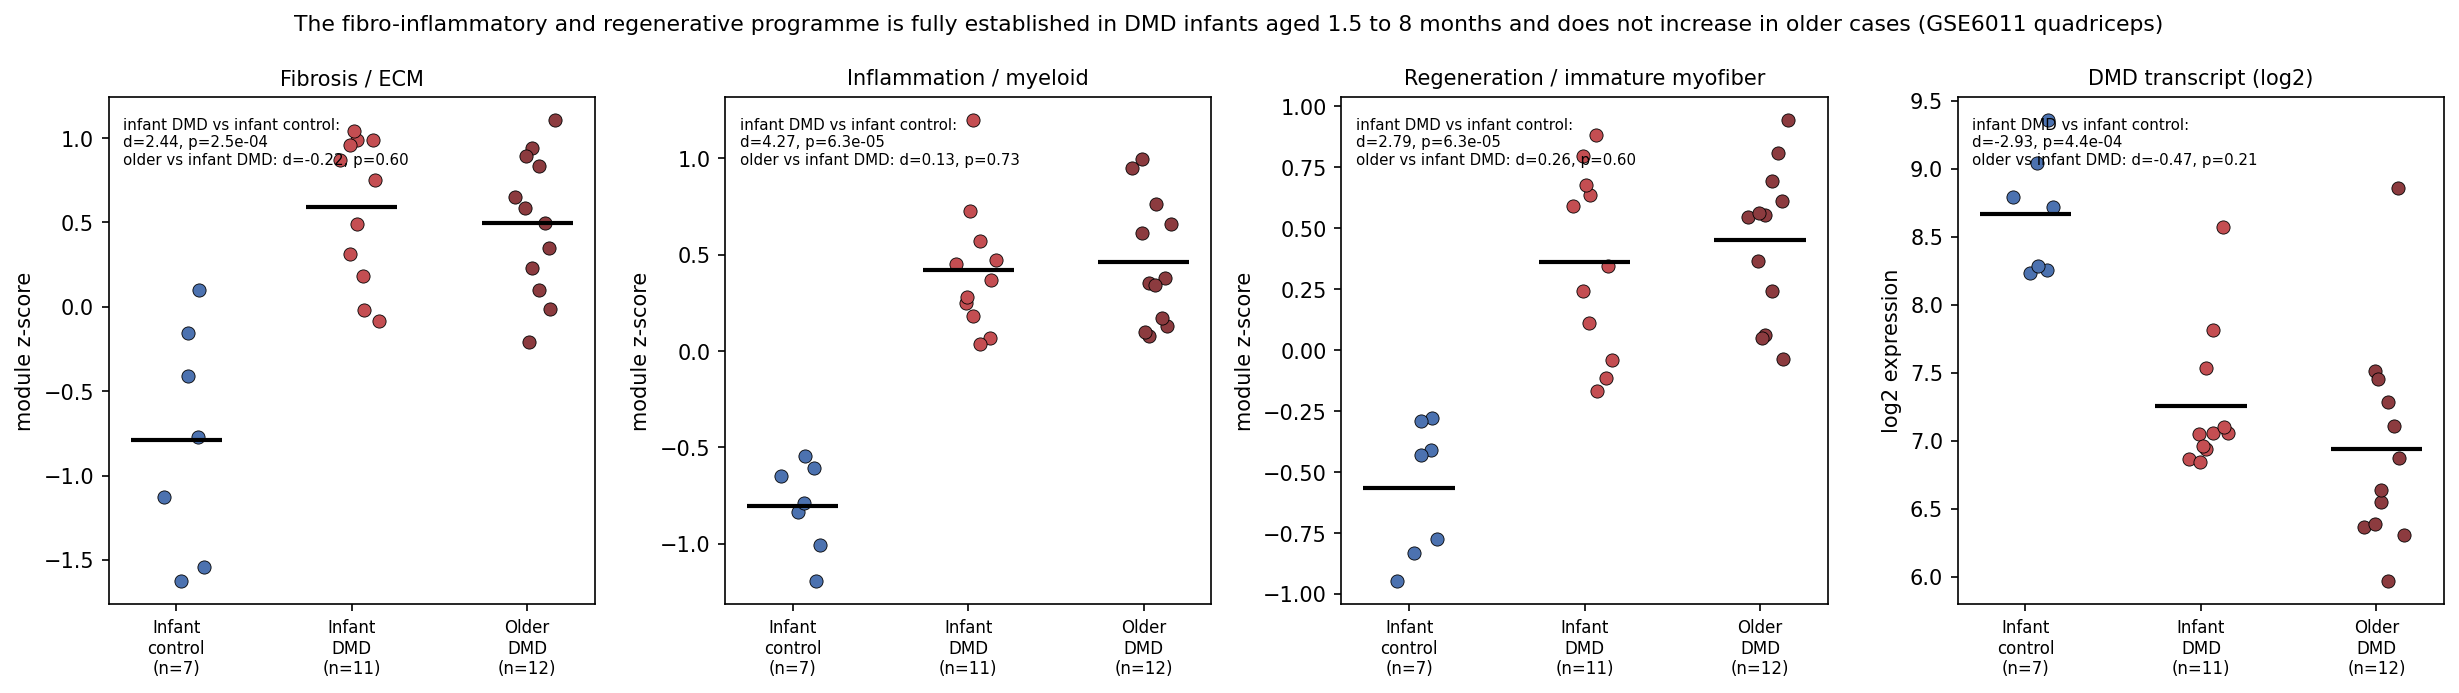 The fibro-inflammatory and regenerative programme is fully established in DMD infants aged 1.5 to 8 months and does not increase in older cases (GSE6011 quadriceps)
Fibrosis / ECM
infant DMD vs infant control:
d=2.44, p=2.5e-04
older vs infant DMD: d=-0.22, p=0.60
module z-score
1.0
0.5
0.0
−0.5
−1.0
−1.5
Infant
control
(n=7)
Infant
DMD
(n=11)
Older
DMD
(n=12)
Inflammation / myeloid
infant DMD vs infant control:
d=4.27, p=6.3e-05
older vs infant DMD: d=0.13, p=0.73
module z-score
1.0
0.5
0.0
−0.5
−1.0
Infant
control
(n=7)
Infant
DMD
(n=11)
Older
DMD
(n=12)
Regeneration / immature myofiber
infant DMD vs infant control:
d=2.79, p=6.3e-05
older vs infant DMD: d=0.26, p=0.60
module z-score
1.00
0.75
0.50
0.25
0.00
−0.25
−0.50
−0.75
−1.00
Infant
control
(n=7)
Infant
DMD
(n=11)
Older
DMD
(n=12)
DMD transcript (log2)
infant DMD vs infant control:
d=-2.93, p=4.4e-04
older vs infant DMD: d=-0.47, p=0.21
log2 expression
9.5
9.0
8.5
8.0
7.5
7.0
6.5
6.0
Infant
control
(n=7)
Infant
DMD
(n=11)
Older
DMD
(n=12)